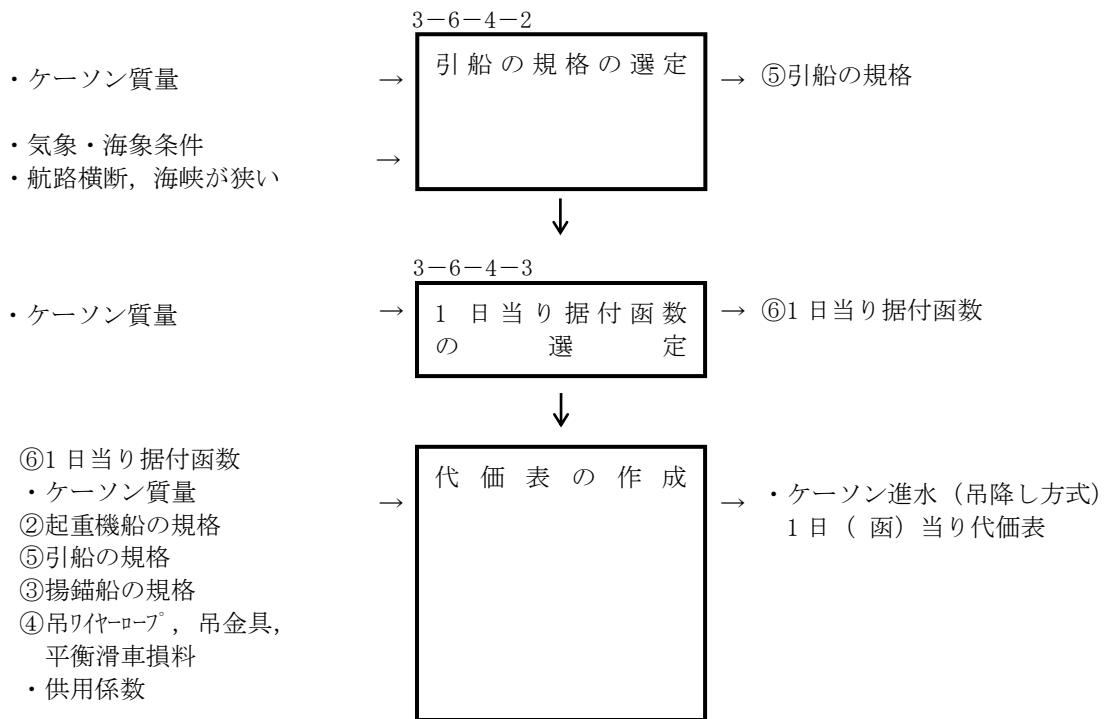 3-6-4-2
・ケーソン質量 → 引船の規格の選定 → ⑤引船の規格
・気象・海象条件 →
・航路横断，海峡が狭い
↓
3-6-4-3
・ケーソン質量 → 1 日当り据付函数 → ⑥1 日当り据付函数
の選定
↓
⑥1 日当り据付函数
・ケーソン質量
②起重機船の規格
⑤引船の規格
③揚錨船の規格
④吊ﾜｲﾔｰﾛｰﾌﾟ，吊金具，
平衡滑車損料
・供用係数
→ 代価表の作成 →
・ケーソン進水（吊降し方式）
1 日（ 函）当り代価表